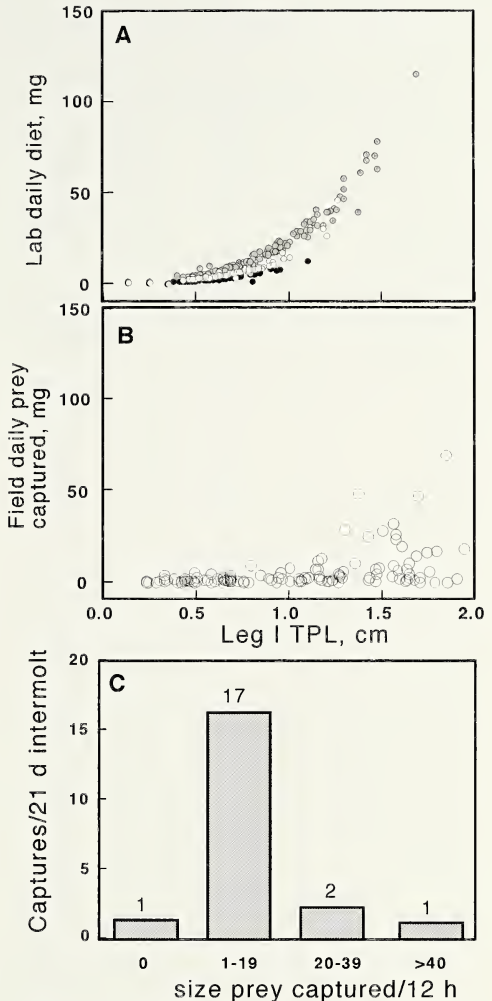 A
Lab daily diet, mg
150
100
50
0
B
Field daily prey
captured, mg
150
100
50
0
0.0 0.5 1.0 1.5 2.0
Leg I TPL, cm
C
Captures/21 d intermolt
20
15
10
5
0
1 17 2 1
0 1-19 20-39 >40
size prey captured/12 h